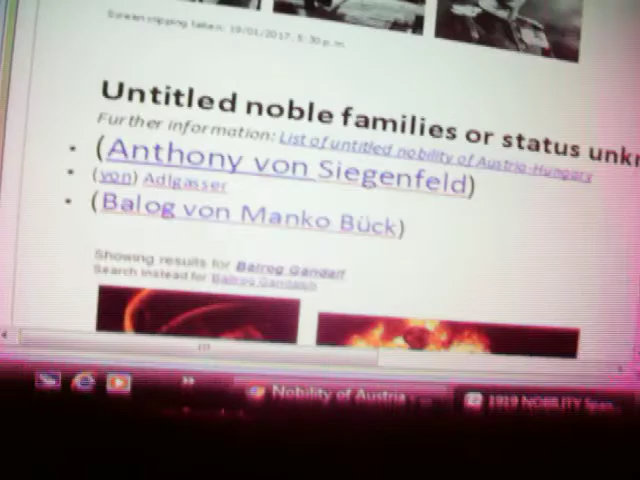 Screen clipping taken: 19/01/2017, 5:30 p.m.
Untitled noble families or status unkn
Further information: List of untitled nobility of Austria-Hungary
• (Anthony von Siegenfeld)
• (von) Adlgasser
• (Balog von Manko Bück)
Showing results for Balrog Gandalf
Search instead for Balrog
Nobility of Austria
1919 NOBILITY